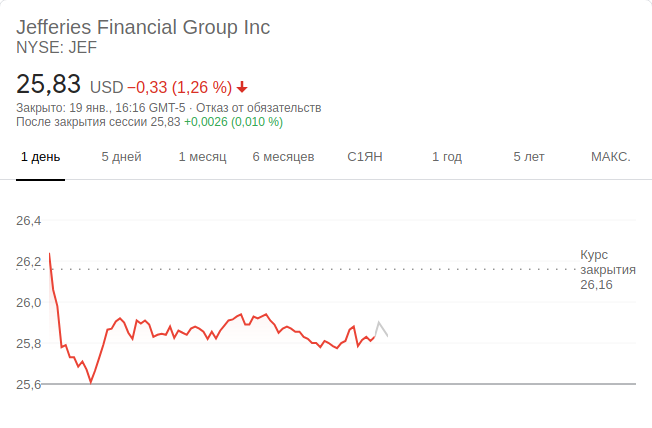 Jefferies Financial Group Inc
NYSE: JEF
25,83 USD −0,33 (1,26 %)
Закрыто: 19 янв., 16:16 GMT-5 · Отказ от обязательств
После закрытия сессии 25,83 +0,0026 (0,010 %)
1 день 5 дней 1 месяц 6 месяцев С1ЯН 1 год 5 лет МАКС.
26,4
26,2
26,0
25,8
25,6
Курс
закрытия
26,16